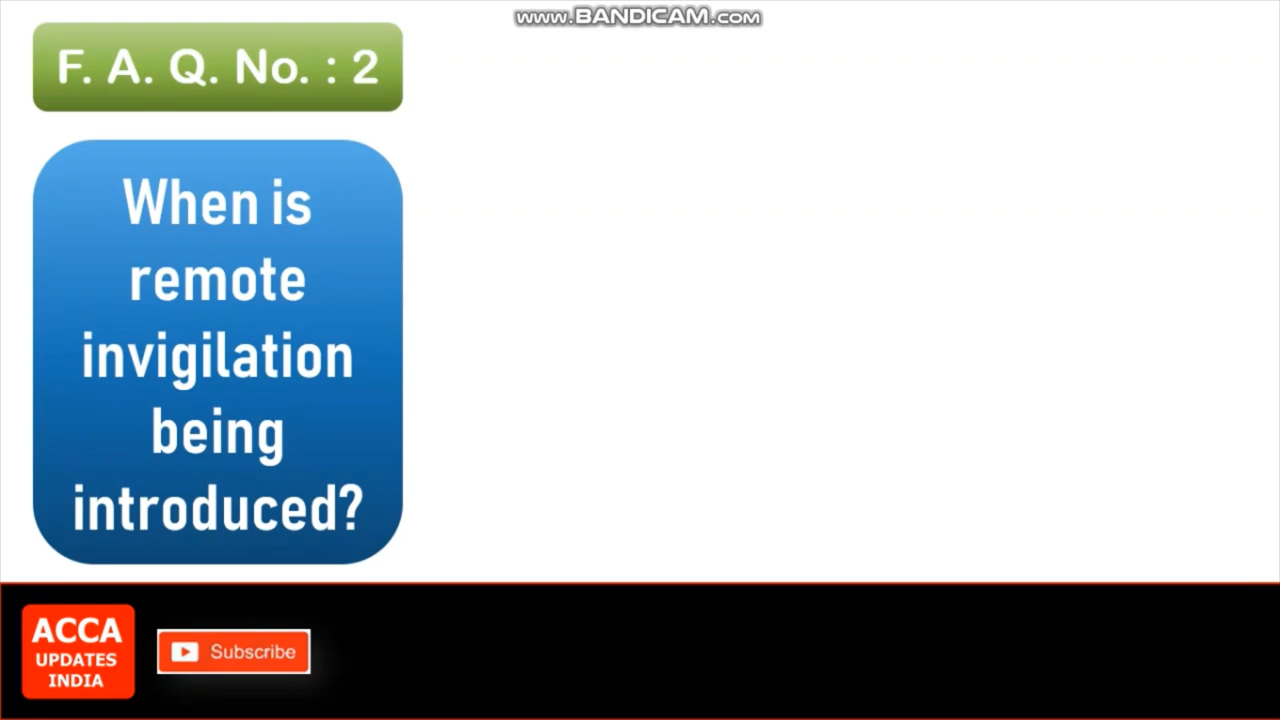 www.BANDICAM.com
F. A. Q. No. : 2
When is
remote
invigilation
being
introduced?
ACCA
UPDATES
INDIA
Subscribe